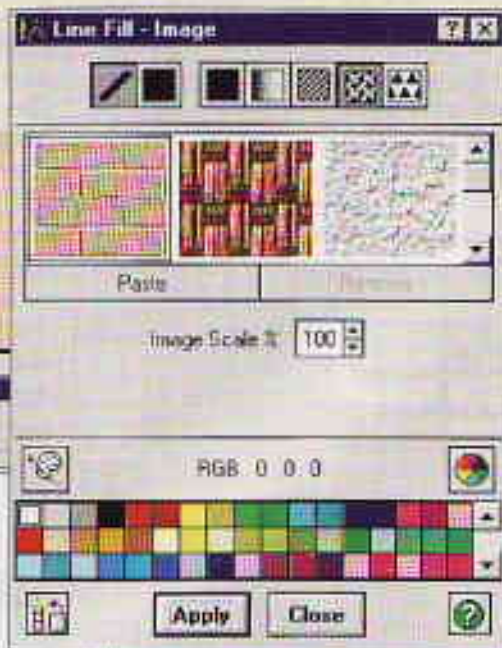 Line Fill - Image
Paste
Image Scale % 100
RGB 0 0 0
Apply Close